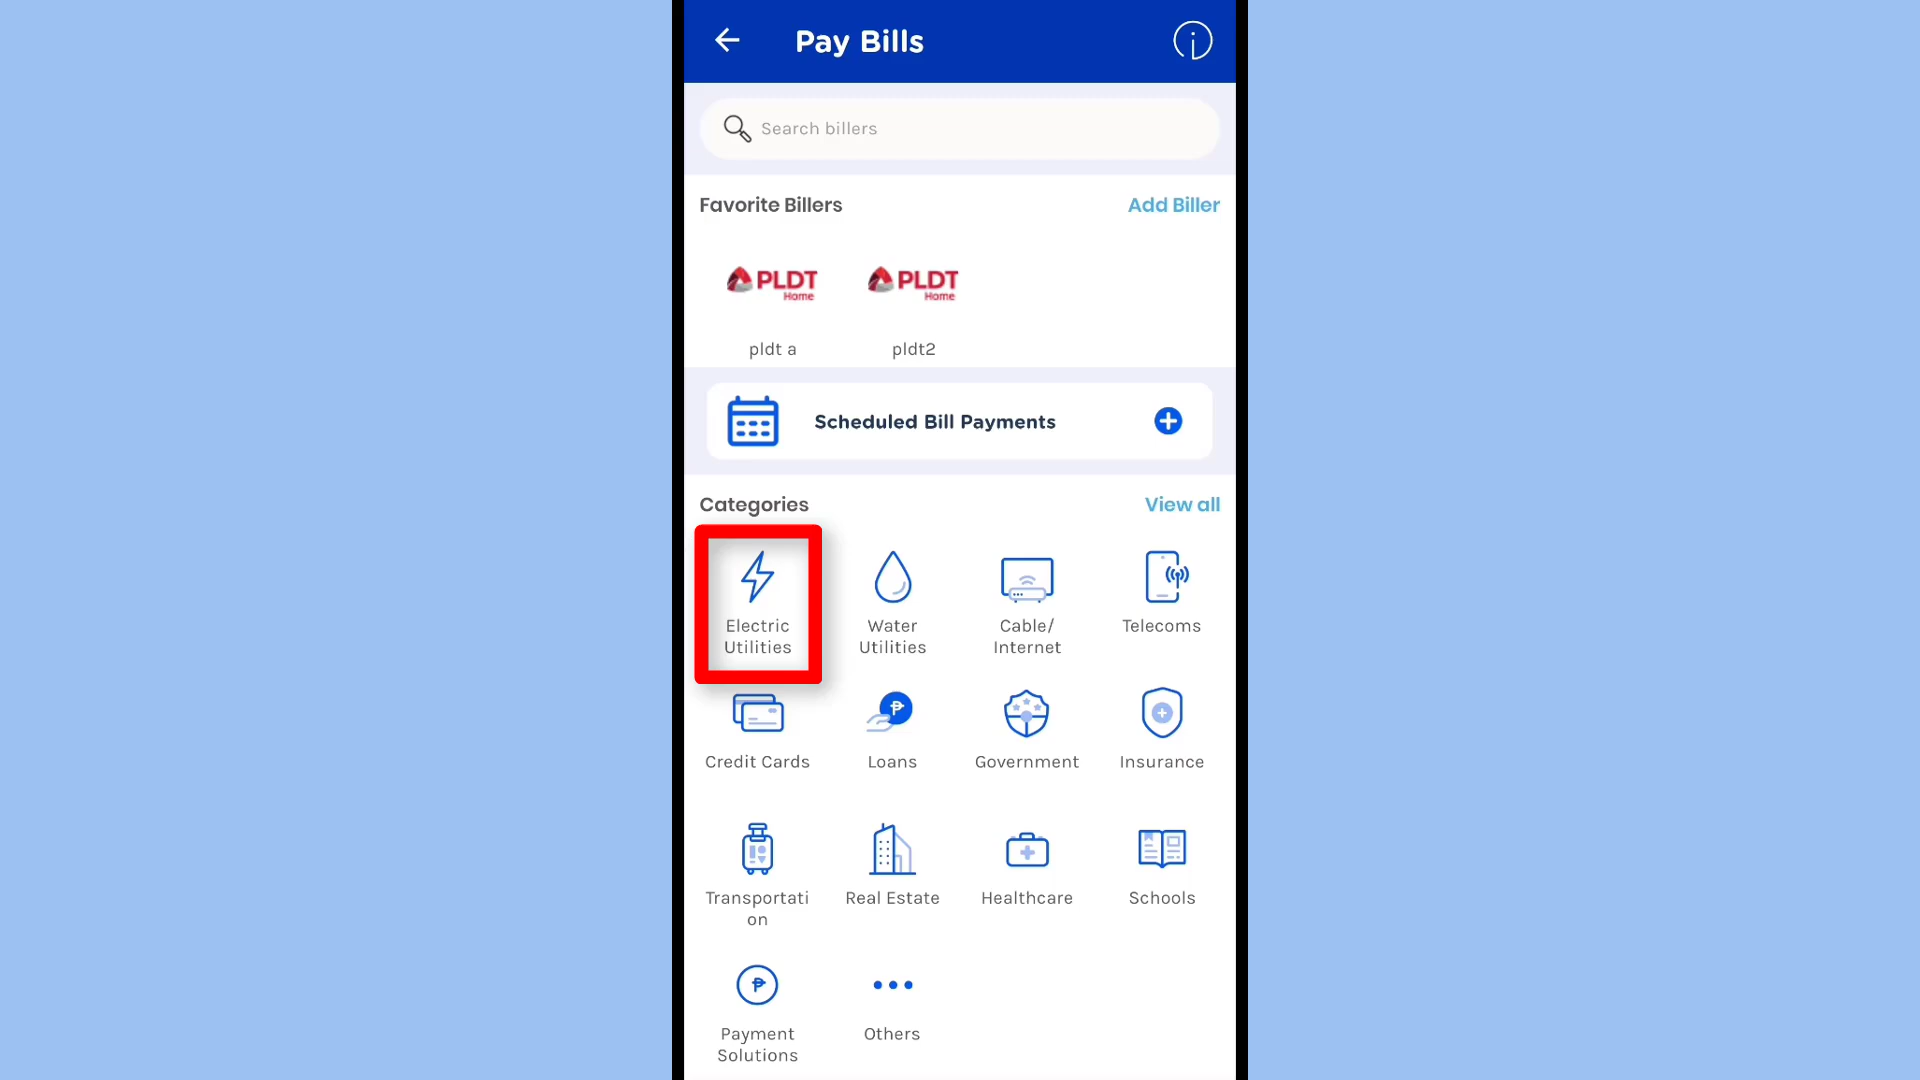 Pay Bills
Search billers
Favorite Billers
Add Biller
PLDT
Home
PLDT
Home
pldt a
pldt2
Scheduled Bill Payments
Categories
View all
Electric
Utilities
Water
Utilities
Cable/
Internet
Telecoms
Credit Cards
Loans
Government
Insurance
Transportati
on
Real Estate
Healthcare
Schools
Payment
Solutions
Others